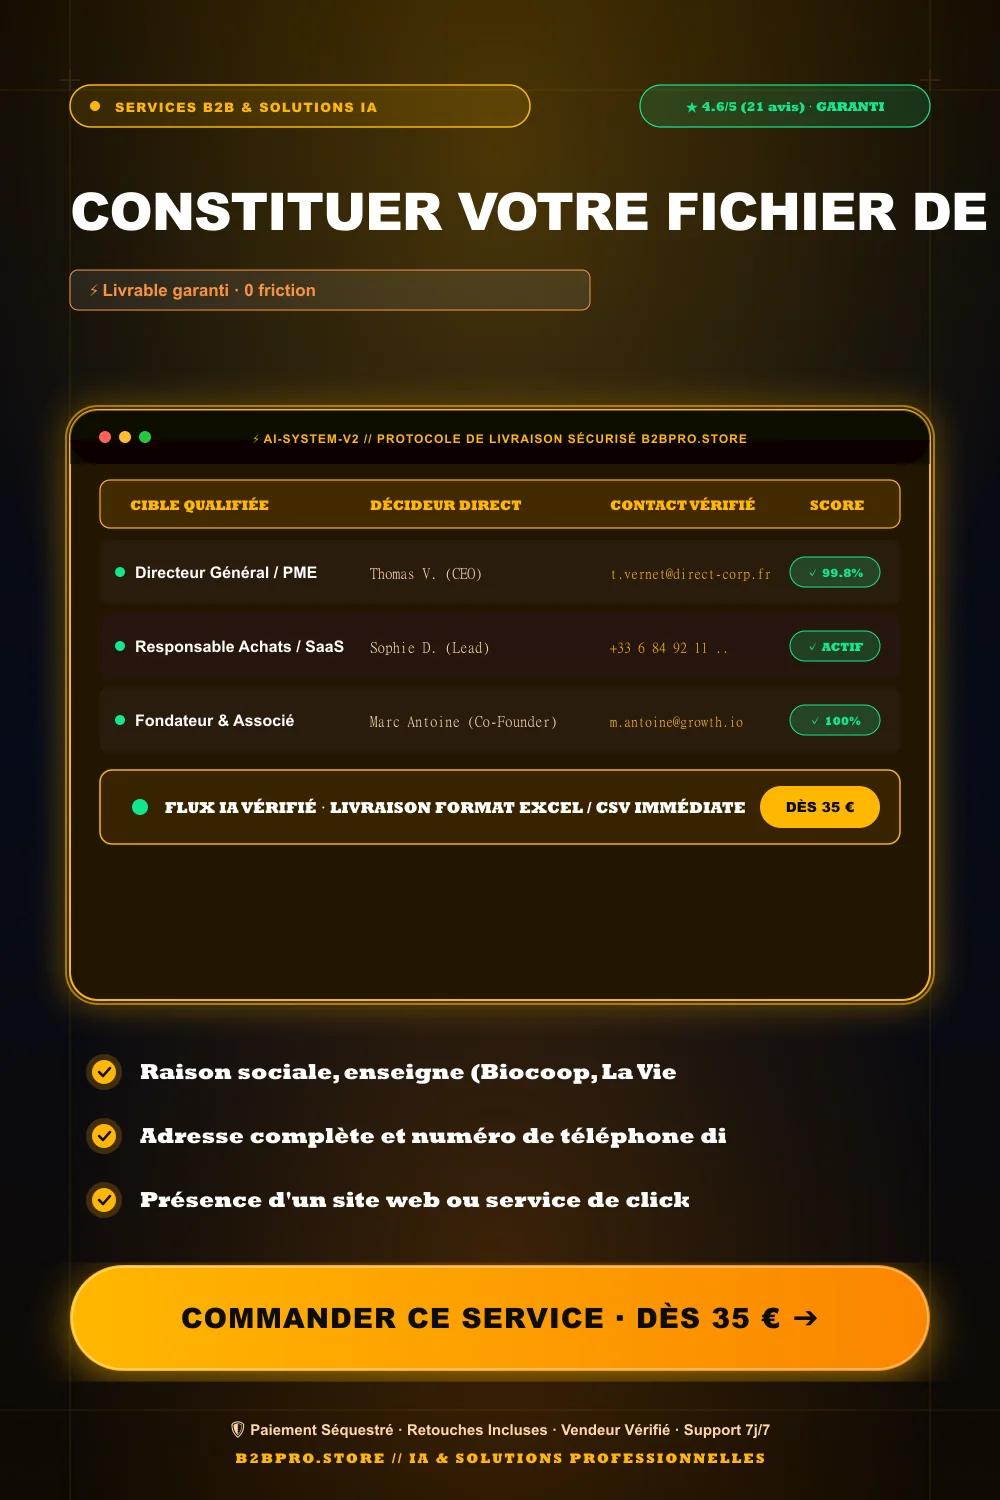 SERVICES B2B & SOLUTIONS IA
★ 4.6/5 (21 avis) · GARANTI
CONSTITUER VOTRE FICHIER DE
⚡ Livrable garanti · 0 friction
⚡ AI-SYSTEM-V2 // PROTOCOLE DE LIVRAISON SÉCURISÉ B2BPRO.STORE
CIBLE QUALIFIÉE DÉCIDEUR DIRECT CONTACT VÉRIFIÉ SCORE
Directeur Général / PME Thomas V. (CEO) t.vernet@direct-corp.fr ✓ 99.8%
Responsable Achats / SaaS Sophie D. (Lead) +33 6 84 92 11 .. ✓ ACTIF
Fondateur & Associé Marc Antoine (Co-Founder) m.antoine@growth.io ✓ 100%
FLUX IA VÉRIFIÉ · LIVRAISON FORMAT EXCEL / CSV IMMÉDIATE DÈS 35 €
Raison sociale, enseigne (Biocoop, La Vie
Adresse complète et numéro de téléphone di
Présence d'un site web ou service de click
COMMANDER CE SERVICE · DÈS 35 € ➔
🛡 Paiement Séquestré · Retouches Incluses · Vendeur Vérifié · Support 7j/7
B2BPRO.STORE // IA & SOLUTIONS PROFESSIONNELLES